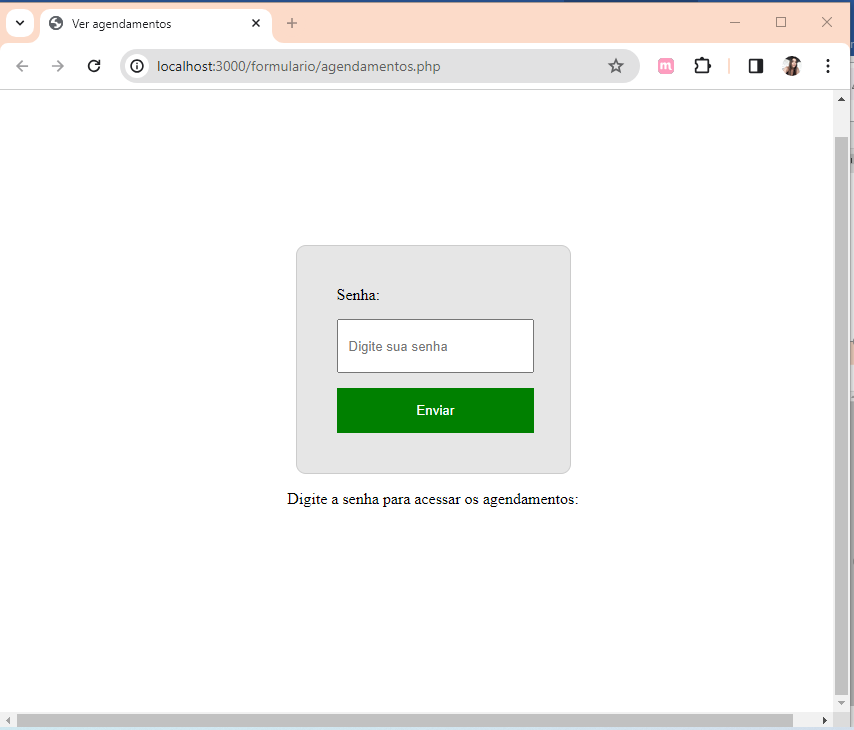 Ver agendamentos
localhost:3000/formulario/agendamentos.php
m
Senha:
Digite sua senha
Enviar
Digite a senha para acessar os agendamentos: